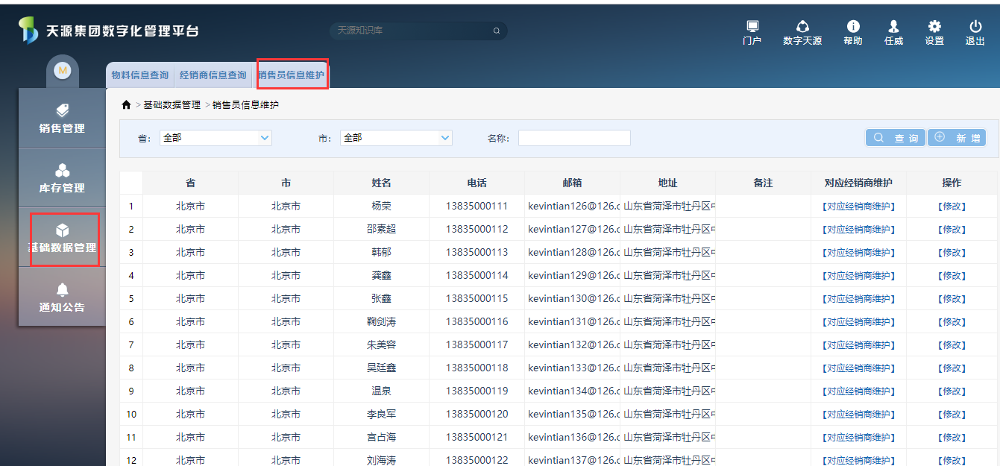 天源集团数字化管理平台
天源知识库
门户 数字天源 帮助 任威 设置 退出
M
物料信息查询 经销商信息查询 销售员信息维护
> 基础数据管理 > 销售员信息维护
销售管理
库存管理
基础数据管理
通知公告
省: 全部 市: 全部 名称: 查 询 新 增
省 市 姓名 电话 邮箱 地址 备注 对应经销商维护 操作
1 北京市 北京市 杨荣 13835000111 kevintian126@126.c 山东省菏泽市牡丹区 【对应经销商维护】 【修改】
2 北京市 北京市 邵素超 13835000112 kevintian127@126.c 山东省菏泽市牡丹区 【对应经销商维护】 【修改】
3 北京市 北京市 韩郁 13835000113 kevintian128@126.c 山东省菏泽市牡丹区 【对应经销商维护】 【修改】
4 北京市 北京市 龚鑫 13835000114 kevintian129@126.c 山东省菏泽市牡丹区 【对应经销商维护】 【修改】
5 北京市 北京市 张鑫 13835000115 kevintian130@126.c 山东省菏泽市牡丹区 【对应经销商维护】 【修改】
6 北京市 北京市 鞠剑涛 13835000116 kevintian131@126.c 山东省菏泽市牡丹区 【对应经销商维护】 【修改】
7 北京市 北京市 朱美容 13835000117 kevintian132@126.c 山东省菏泽市牡丹区 【对应经销商维护】 【修改】
8 北京市 北京市 吴廷鑫 13835000118 kevintian133@126.c 山东省菏泽市牡丹区 【对应经销商维护】 【修改】
9 北京市 北京市 温泉 13835000119 kevintian134@126.c 山东省菏泽市牡丹区 【对应经销商维护】 【修改】
10 北京市 北京市 李良军 13835000120 kevintian135@126.c 山东省菏泽市牡丹区 【对应经销商维护】 【修改】
11 北京市 北京市 宫占海 13835000121 kevintian136@126.c 山东省菏泽市牡丹区 【对应经销商维护】 【修改】
12 北京市 北京市 刘海涛 13835000122 kevintian137@126.c 山东省菏泽市牡丹区 【对应经销商维护】 【修改】